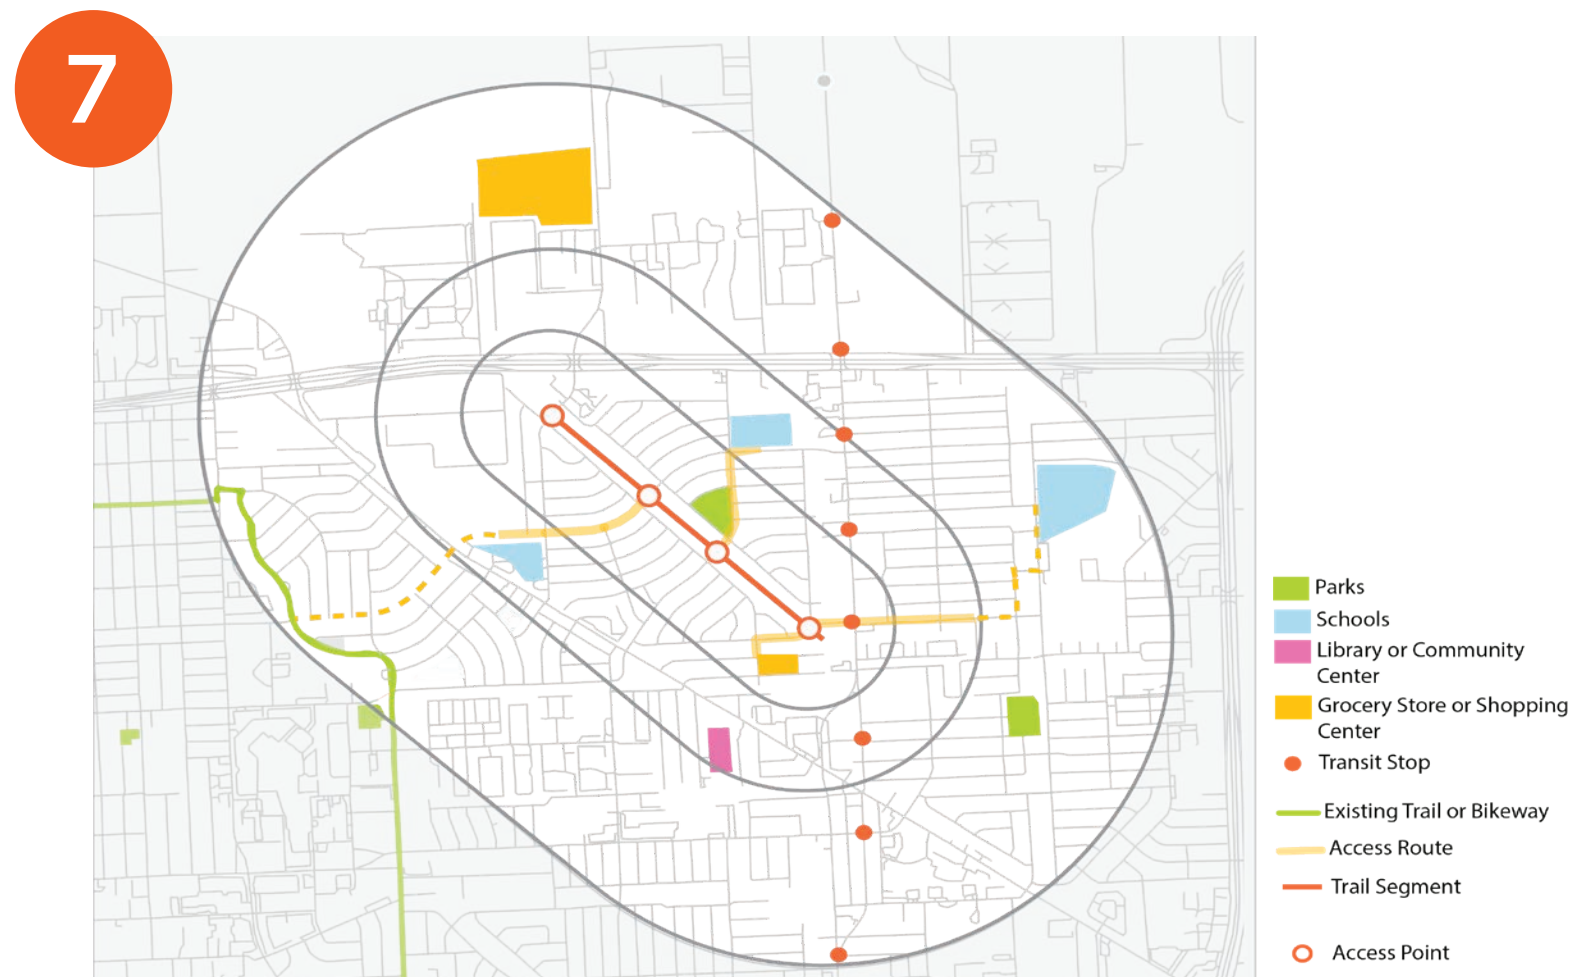 7
Parks
Schools
Library or Community
Center
Grocery Store or Shopping
Center
Transit Stop
Existing Trail or Bikeway
Access Route
Trail Segment
Access Point